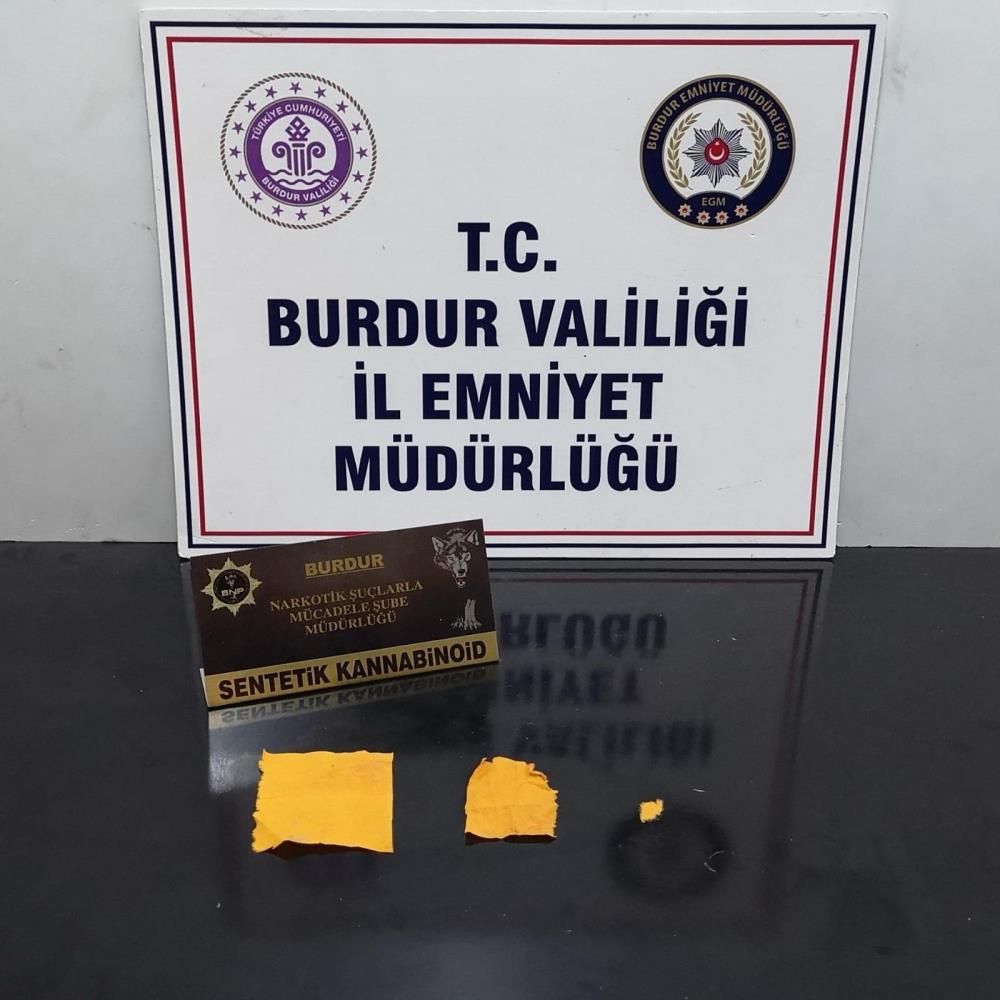 TÜRKİYE CUMHURİYETİ
BURDUR VALİLİĞİ
BURDUR EMNİYET MÜDÜRLÜĞÜ
EGM
T.C.
BURDUR VALİLİĞİ
İL EMNİYET
MÜDÜRLÜĞÜ
BURDUR
BNP
NARKOTİK SUÇLARLA
MÜCADELE ŞUBE
MÜDÜRLÜĞÜ
SENTETİK KANNABİNOİD